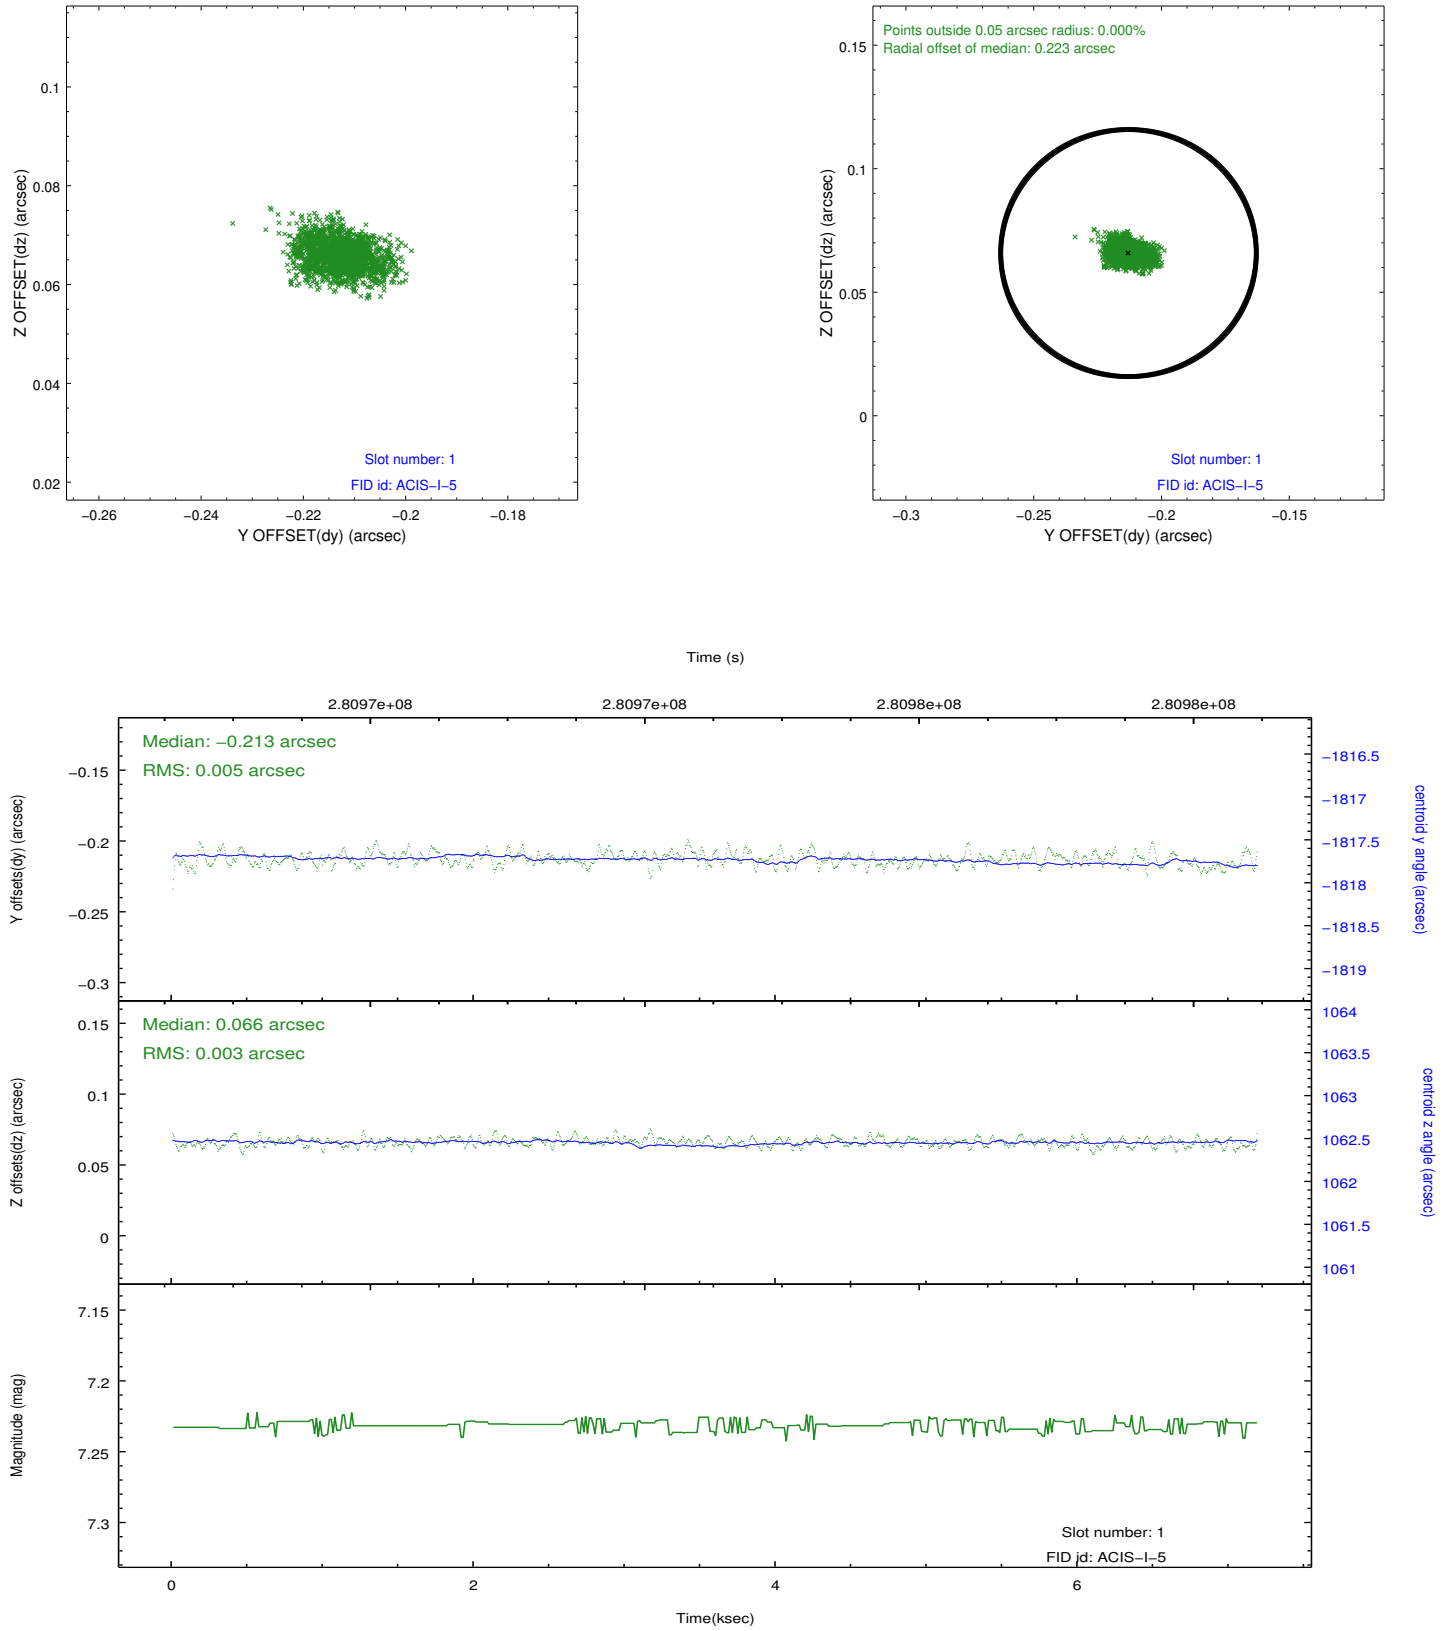 0.1
0.08
0.06
0.04
0.02
Z OFFSET(dz) (arcsec)
Slot number: 1
FID id: ACIS−I−5
−0.26
−0.24
−0.22
−0.2
−0.18
Y OFFSET(dy) (arcsec)
Points outside 0.05 arcsec radius: 0.000%
Radial offset of median: 0.223 arcsec
0.15
0.1
0.05
0
Z OFFSET(dz) (arcsec)
Slot number: 1
FID id: ACIS−I−5
−0.3
−0.25
−0.2
−0.15
Y OFFSET(dy) (arcsec)
Time (s)
2.8097e+08
2.8097e+08
2.8098e+08
2.8098e+08
Median: −0.213 arcsec
RMS: 0.005 arcsec
−0.15
−0.2
−0.25
−0.3
Y offsets(dy) (arcsec)
−1816.5
−1817
−1817.5
−1818
−1818.5
−1819
centroid y angle (arcsec)
Median: 0.066 arcsec
RMS: 0.003 arcsec
0.15
0.1
0.05
0
Z offsets(dz) (arcsec)
1064
1063.5
1063
1062.5
1062
1061.5
1061
centroid z angle (arcsec)
7.15
7.2
7.25
7.3
Magnitude (mag)
Slot number: 1
FID id: ACIS−I−5
0
2
4
6
Time(ksec)